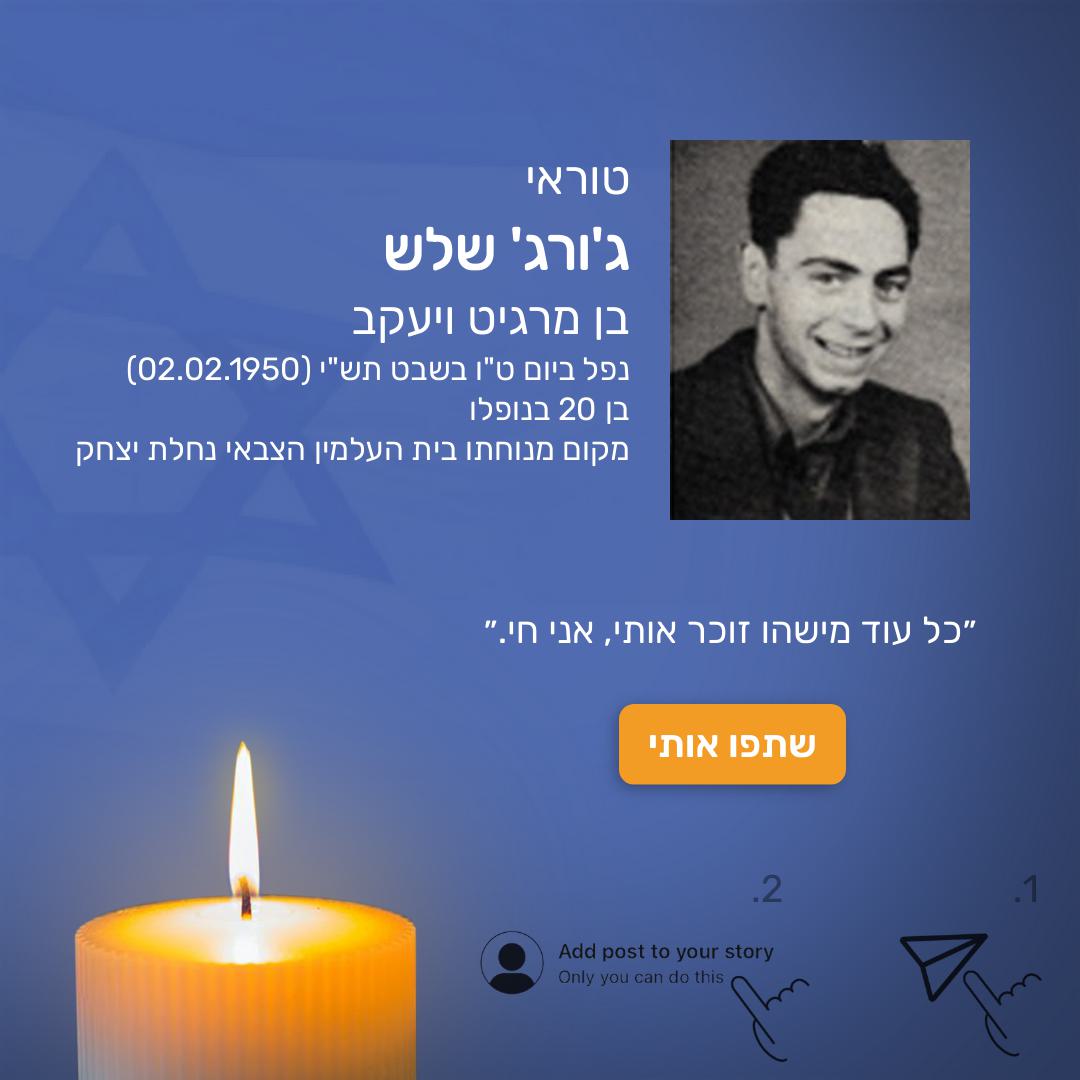 טוראי
ג'ורג' שלש
בן מרגיט ויעקב
נפל ביום ט"ו בשבט תש"י (02.02.1950)
בן 20 בנופלו
מקום מנוחתו בית העלמין הצבאי נחלת יצחק
״כל עוד מישהו זוכר אותי, אני חי.״
שתפו אותי
1.
2.
Add post to your story
Only you can do this